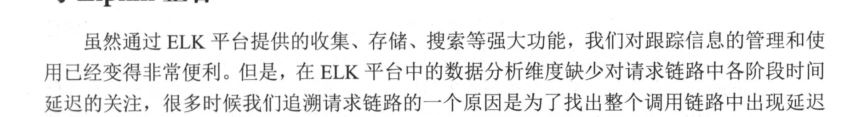 虽然通过 ELK 平台提供的收集、存储、搜索等强大功能，我们对跟踪信息的管理和使
用已经变得非常便利。但是，在 ELK 平台中的数据分析维度缺少对请求链路中各阶段时间
延迟的关注，很多时候我们追溯请求链路的一个原因是为了找出整个调用链路中出现延迟